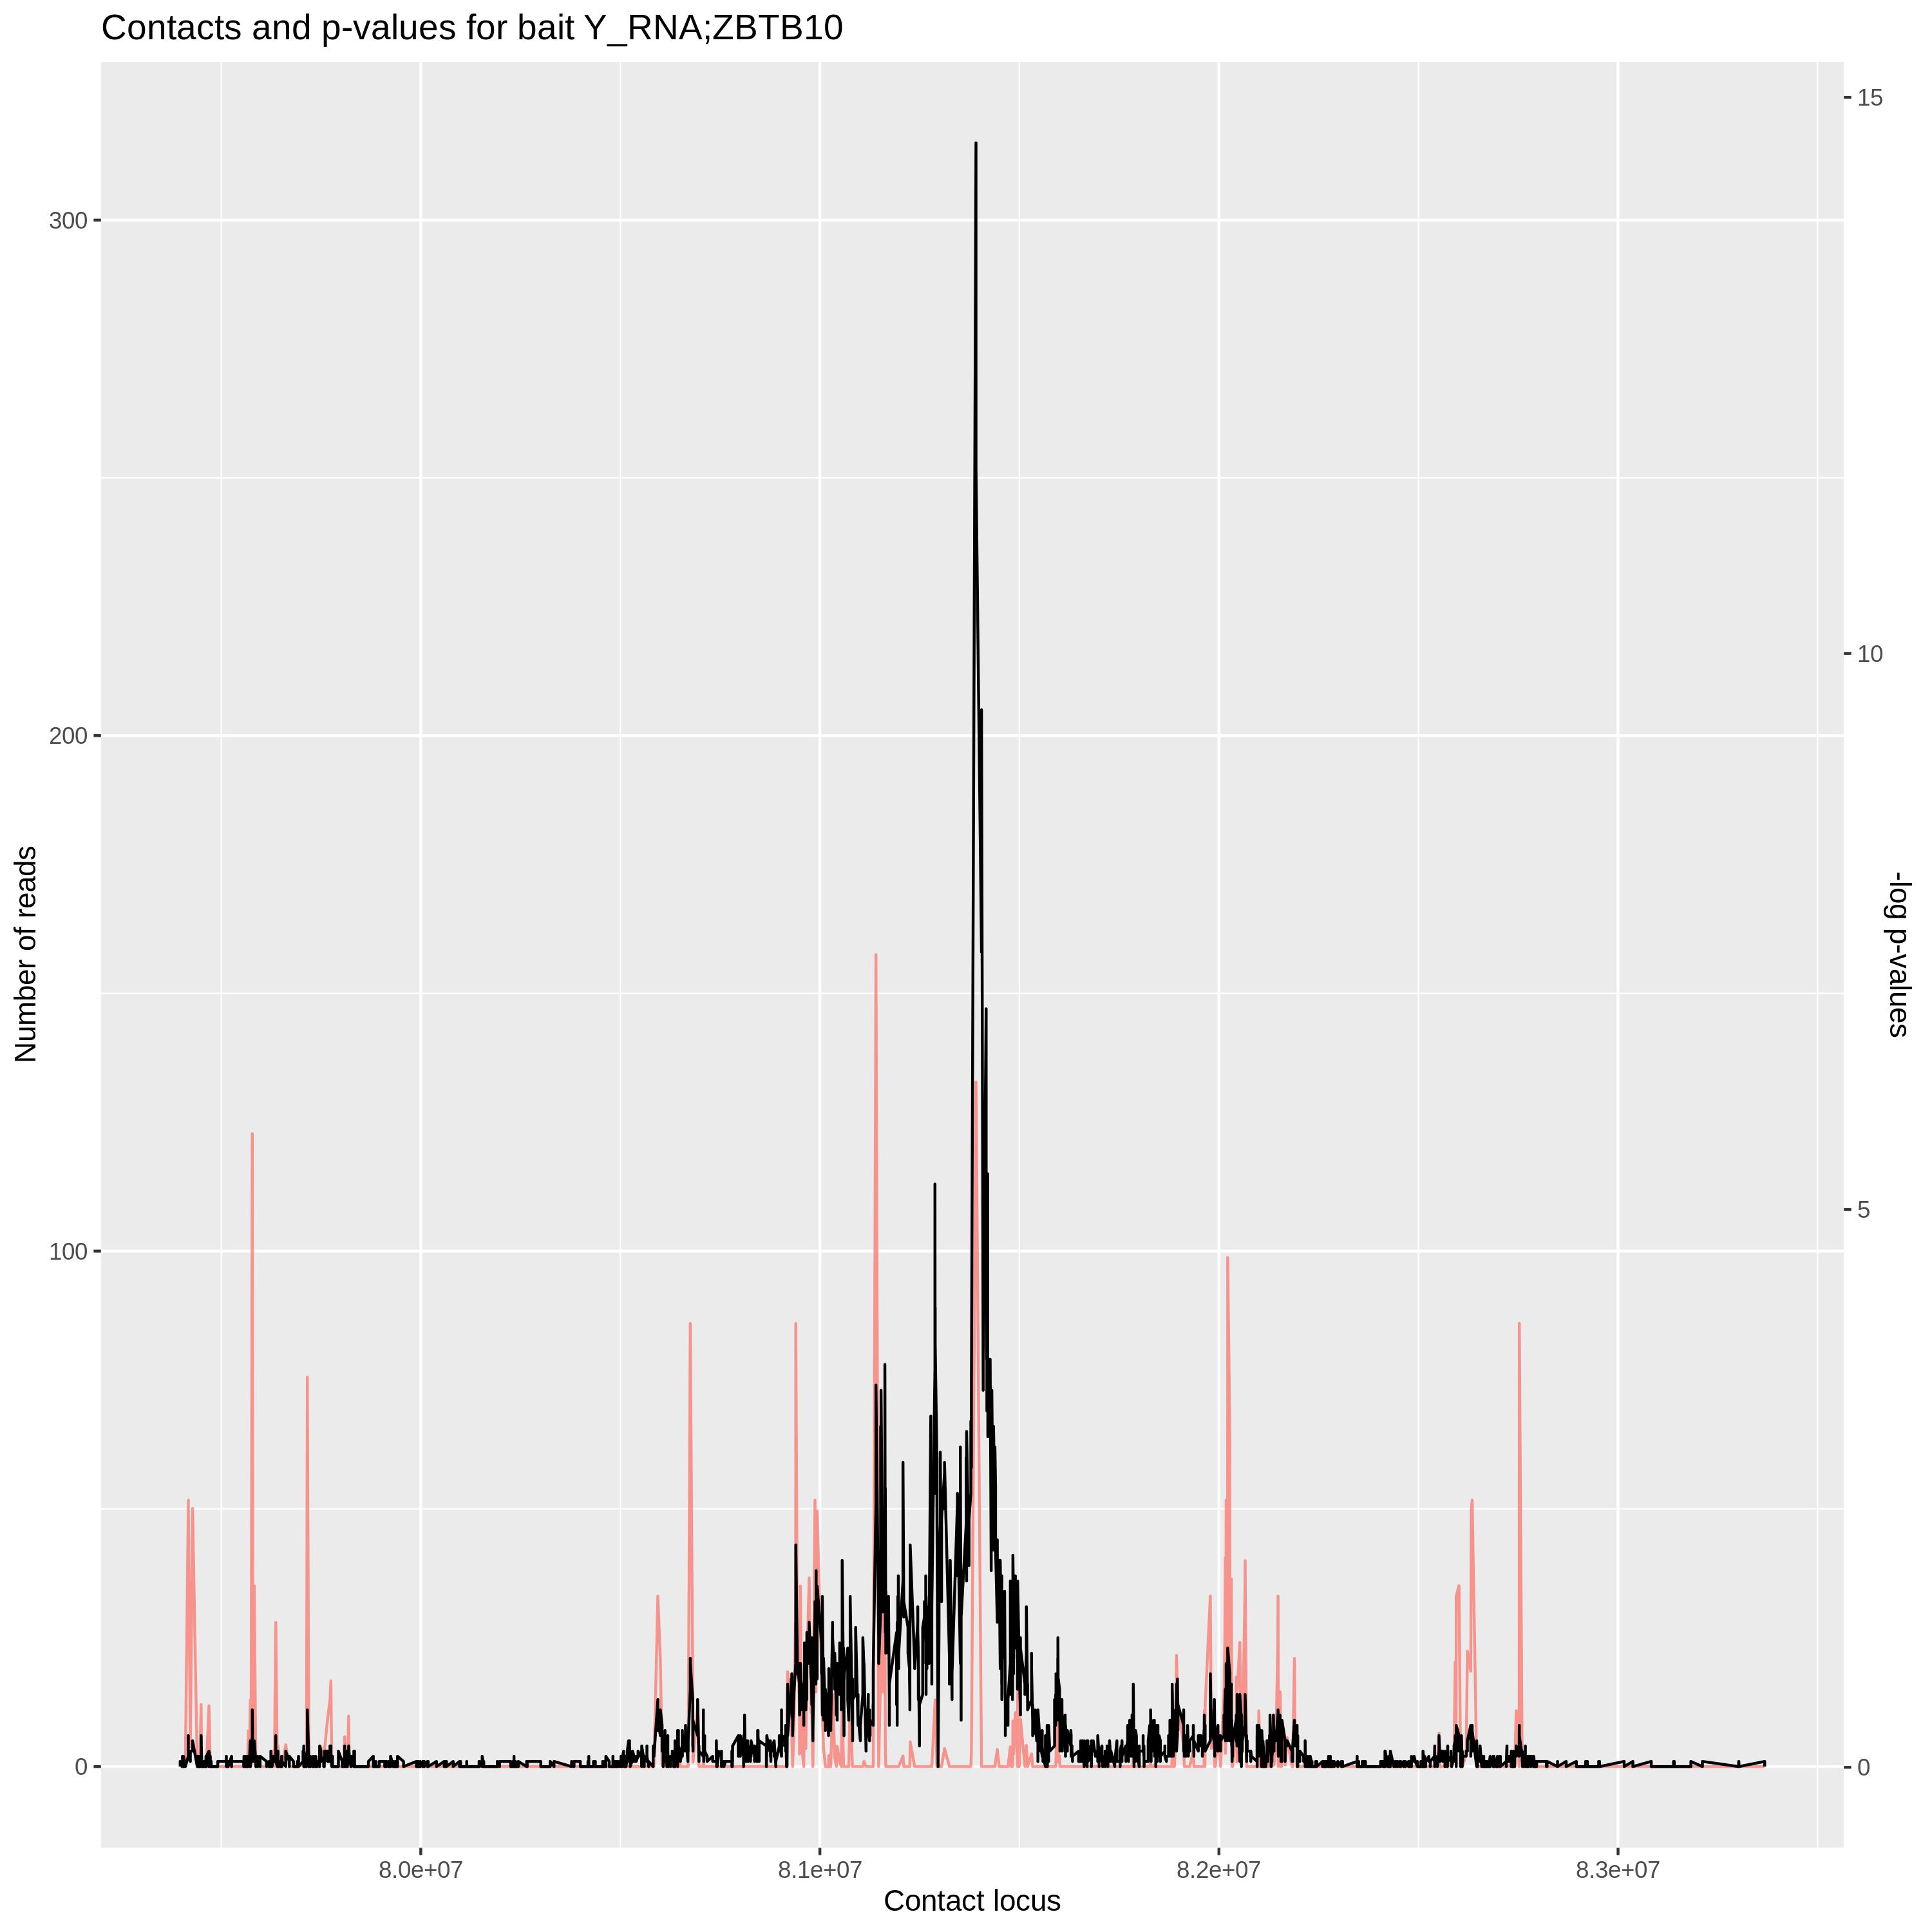 Contacts and p-values for bait Y_RNA;ZBTB10
300
200
100
0
Number of reads
15
10
5
0
-log p-values
8.0e+07
8.1e+07
8.2e+07
8.3e+07
Contact locus